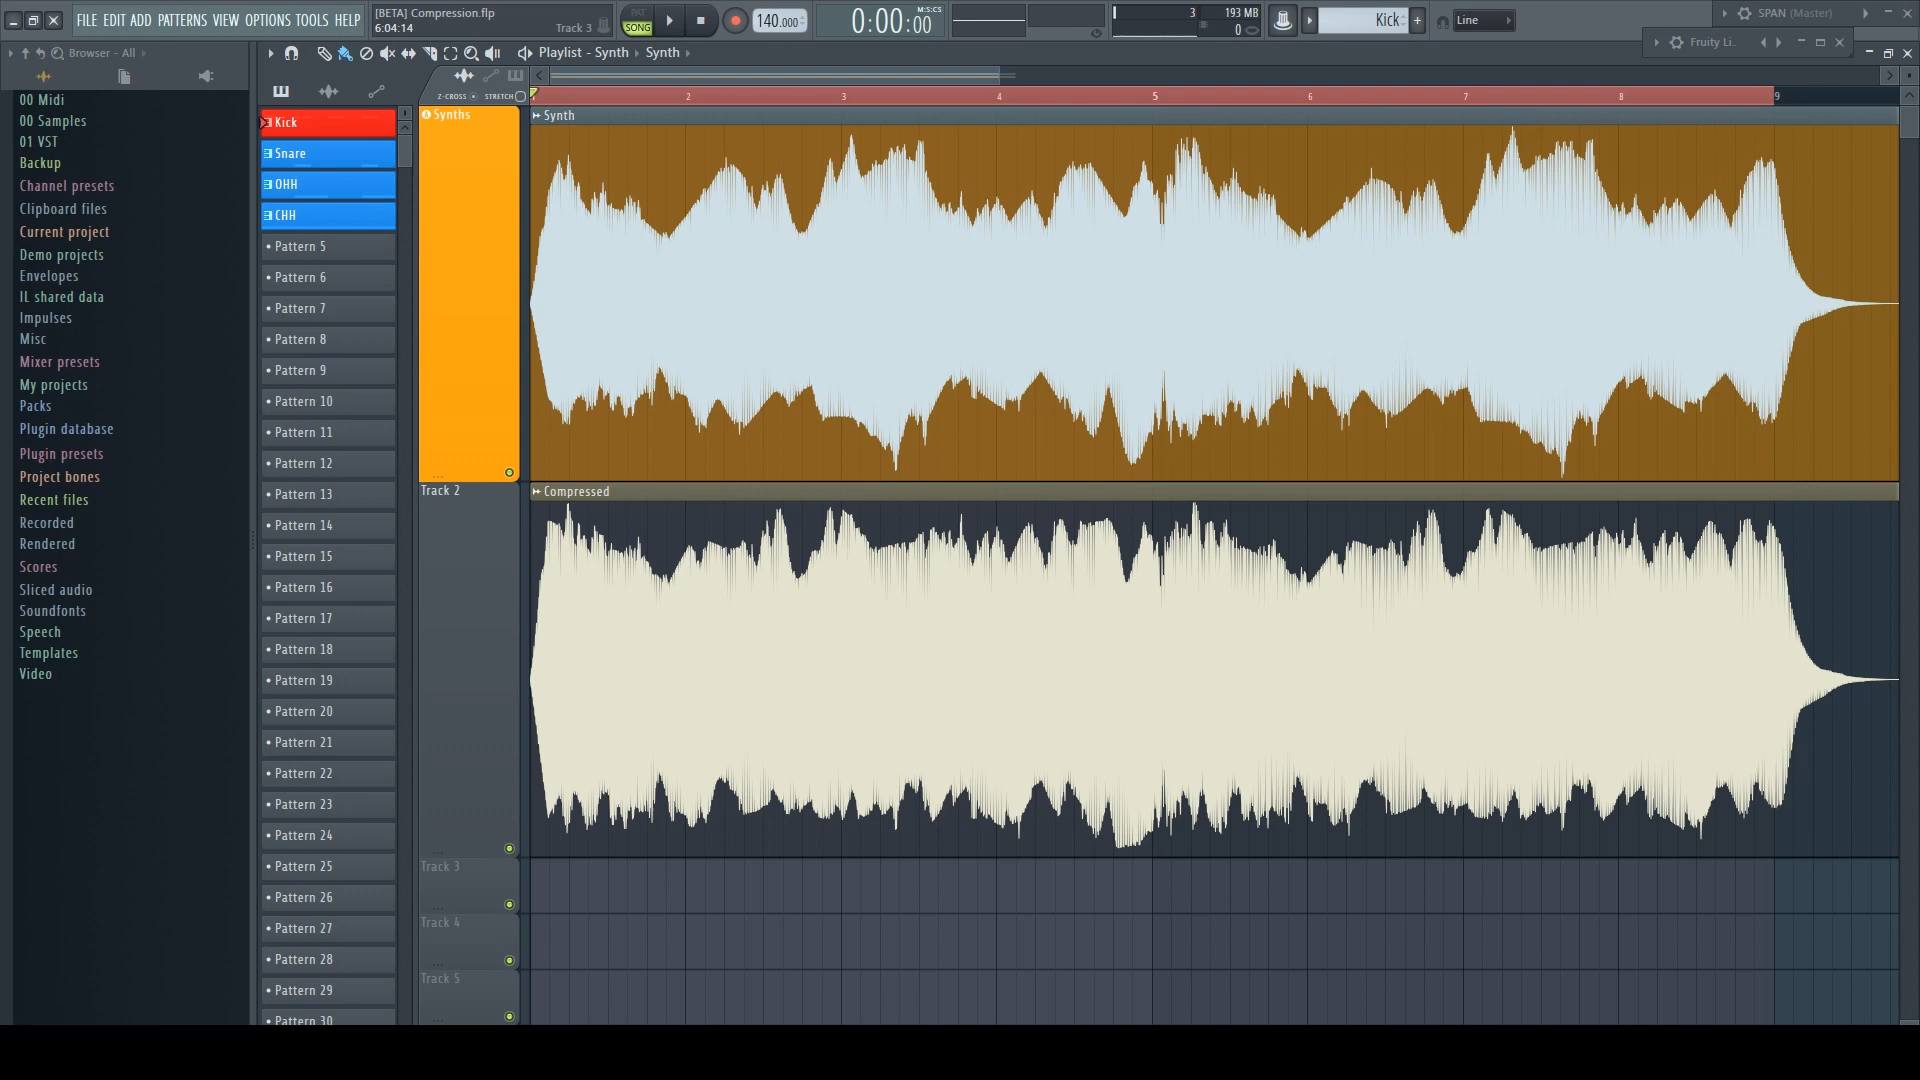 FILE EDIT ADD PATTERNS VIEW OPTIONS TOOLS HELP
[BETA] Compression.flp
6:04:14
Track 3
PAT
SONG
140.000
M:S:CS
0:00:00
3
193 MB
0
Kick
Line
SPAN (Master)
Fruity Li..
Browser - All
Playlist - Synth
Synth
Z-CROSS
STRETCH
2
3
4
5
6
7
8
9
00 Midi
00 Samples
01 VST
Backup
Channel presets
Clipboard files
Current project
Demo projects
Envelopes
IL shared data
Impulses
Misc
Mixer presets
My projects
Packs
Plugin database
Plugin presets
Project bones
Recent files
Recorded
Rendered
Scores
Sliced audio
Soundfonts
Speech
Templates
Video
Kick
Snare
OHH
CHH
Pattern 5
Pattern 6
Pattern 7
Pattern 8
Pattern 9
Pattern 10
Pattern 11
Pattern 12
Pattern 13
Pattern 14
Pattern 15
Pattern 16
Pattern 17
Pattern 18
Pattern 19
Pattern 20
Pattern 21
Pattern 22
Pattern 23
Pattern 24
Pattern 25
Pattern 26
Pattern 27
Pattern 28
Pattern 29
Pattern 30
Synths
Synth
Track 2
Compressed
Track 3
Track 4
Track 5